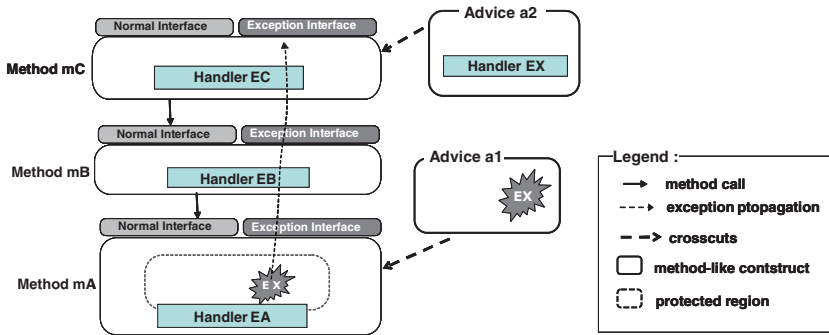 Normal Interface
Exception Interface
Advice a2
Method mC
Handler EC
Handler EX
Normal Interface
Exception Interface
Advice a1
Method mB
Handler EB
EX
Normal Interface
Exception Interface
Method mA
E X
Handler EA
Legend :
method call
exception ptopagation
crosscuts
method-like contstruct
protected region